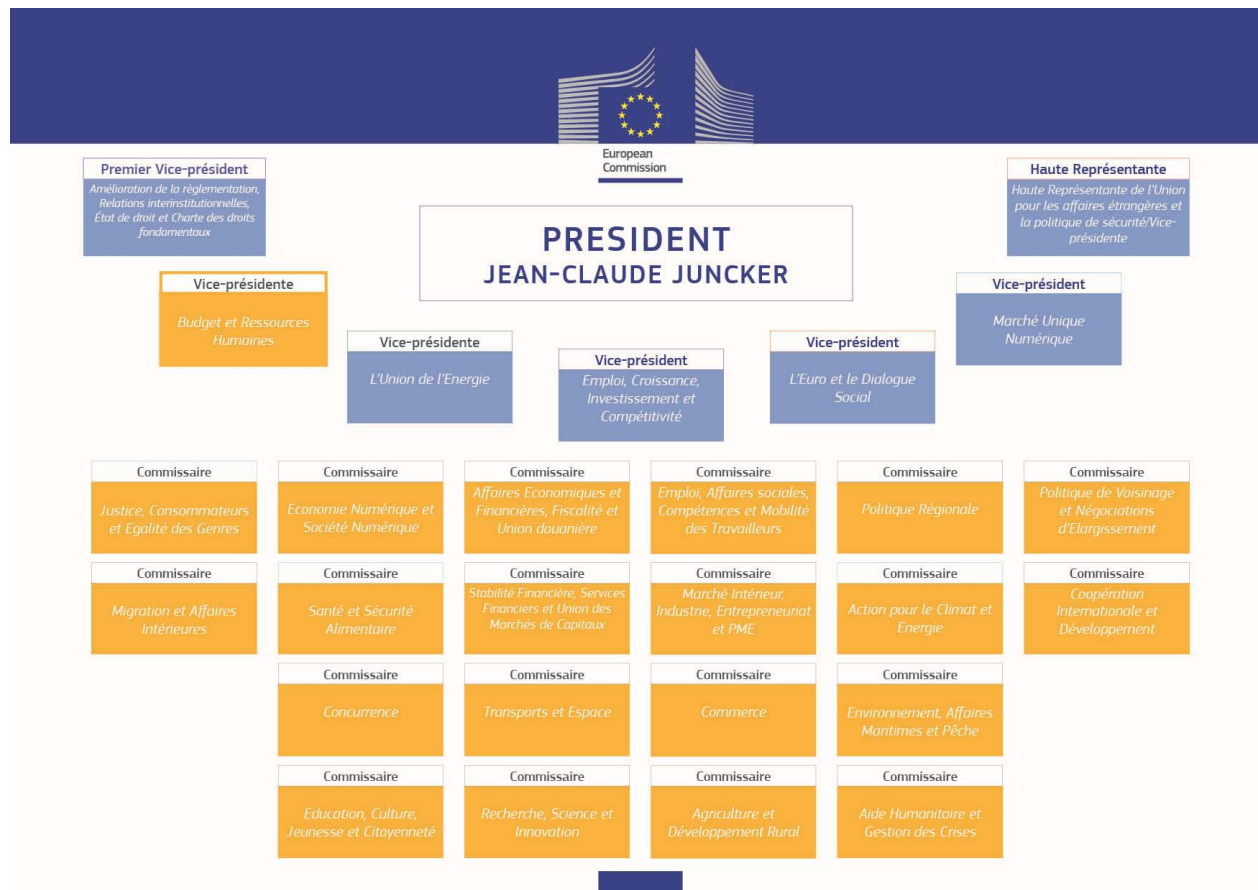 European
Commission
Premier Vice-président
Amélioration de la règlementation,
Relations interinstitutionnelles,
État de droit et Charte des droits
fondamentaux
Haute Représentante
Haute Représentante de l'Union
pour les affaires étrangères et
la politique de sécurité/Vice-
présidente
PRESIDENT
JEAN-CLAUDE JUNCKER
Vice-présidente
Budget et Ressources
Humaines
Vice-président
Marché Unique
Numérique
Vice-présidente
L'Union de l'Energie
Vice-président
Emploi, Croissance,
Investissement et
Compétitivité
Vice-président
L'Euro et le Dialogue
Social
Commissaire
Justice, Consommateurs
et Egalité des Genres
Commissaire
Economie Numérique et
Société Numérique
Commissaire
Affaires Economiques et
Financières, Fiscalité et
Union douanière
Commissaire
Emploi, Affaires sociales,
Compétences et Mobilité
des Travailleurs
Commissaire
Politique Régionale
Commissaire
Politique de Voisinage
et Négociations
d'Elargissement
Commissaire
Migration et Affaires
Intérieures
Commissaire
Santé et Sécurité
Alimentaire
Commissaire
Stabilité Financière, Services
Financiers et Union des
Marchés de Capitaux
Commissaire
Marché Intérieur,
Industrie, Entrepreneuriat
et PME
Commissaire
Action pour le Climat et
Energie
Commissaire
Coopération
Internationale et
Développement
Commissaire
Concurrence
Commissaire
Transports et Espace
Commissaire
Commerce
Commissaire
Environnement, Affaires
Maritimes et Pêche
Commissaire
Education, Culture,
Jeunesse et Citoyenneté
Commissaire
Recherche, Science et
Innovation
Commissaire
Agriculture et
Développement Rural
Commissaire
Aide Humanitaire et
Gestion des Crises